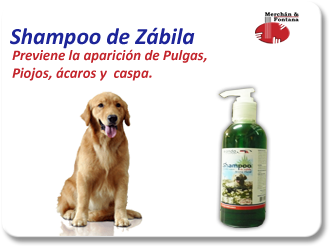 Merchán &
Fontana
Shampoo de Zábila
Previene la aparición de Pulgas,
Piojos, ácaros y caspa.
Shampoo